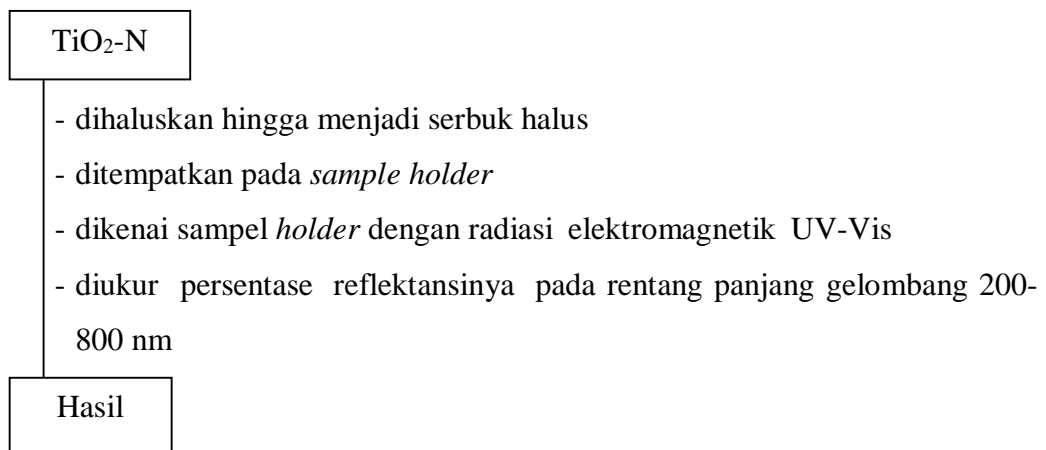 TiO₂-N
- dihaluskan hingga menjadi serbuk halus
- ditempatkan pada sample holder
- dikenai sampel holder dengan radiasi elektromagnetik UV-Vis
- diukur persentase reflektansinya pada rentang panjang gelombang 200-
800 nm
Hasil